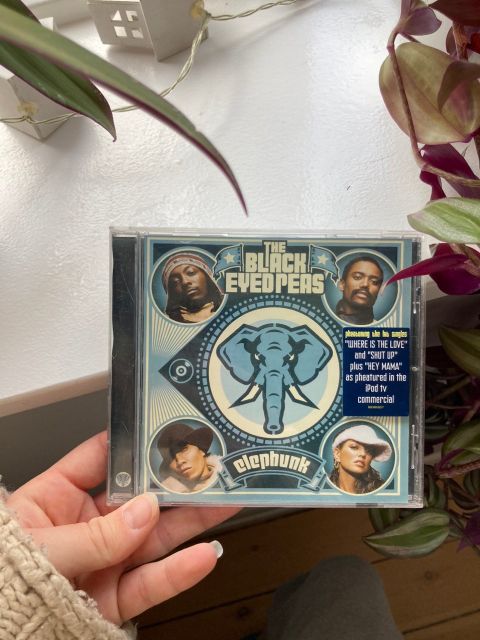 THE
BLACK
EYED PEAS
pheaturing the hit singles
"WHERE IS THE LOVE"
and "SHUT UP"
plus "HEY MAMA"
as pheatured in the
iPod tv
commercial
elephunk